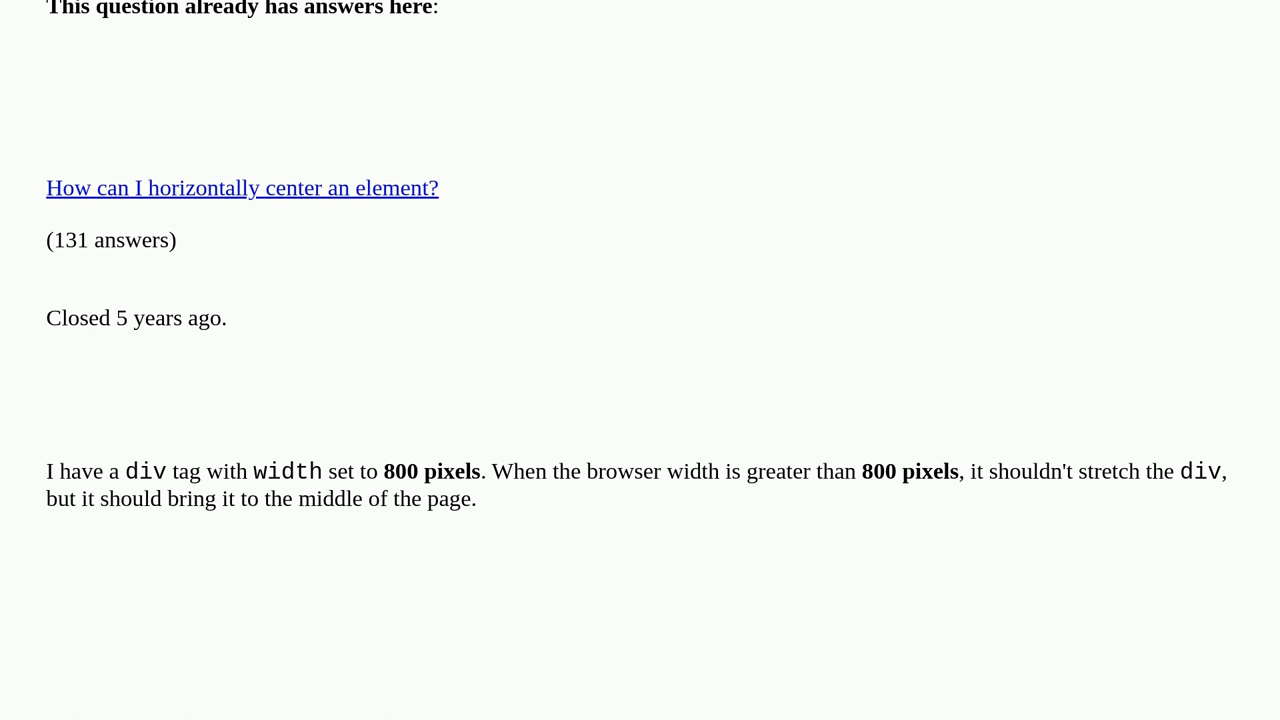 This question already has answers here:
How can I horizontally center an element?
(131 answers)
Closed 5 years ago.
I have a div tag with width set to 800 pixels. When the browser width is greater than 800 pixels, it shouldn't stretch the div,
but it should bring it to the middle of the page.